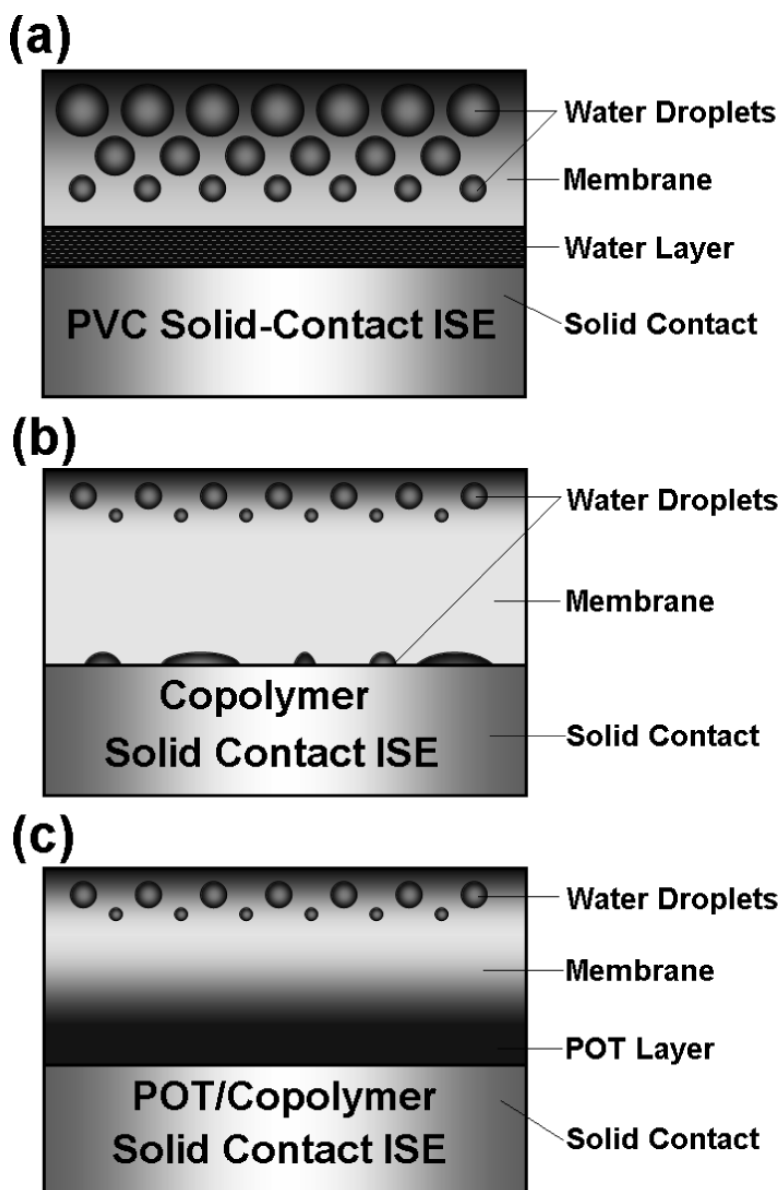 (a)
Water Droplets
Membrane
Water Layer
PVC Solid-Contact ISE
Solid Contact
(b)
Water Droplets
Membrane
Copolymer
Solid Contact ISE
Solid Contact
(c)
Water Droplets
Membrane
POT Layer
POT/Copolymer
Solid Contact ISE
Solid Contact